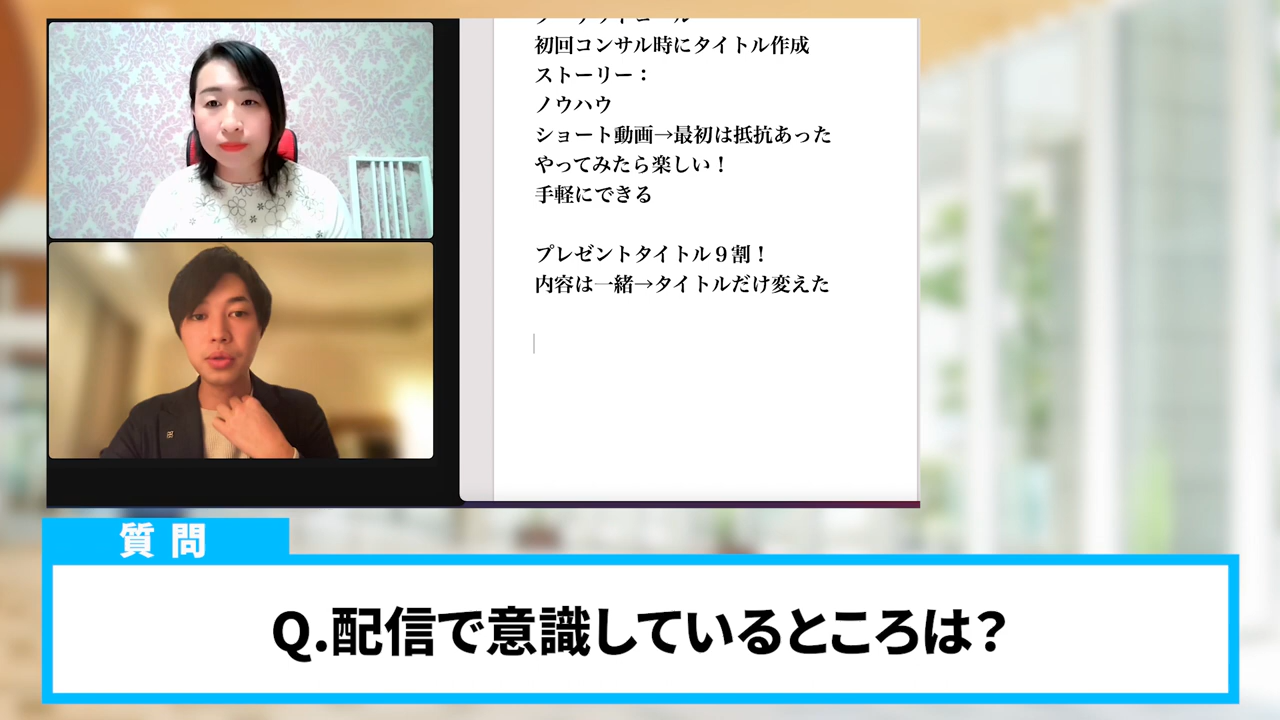 初回コンサル時にタイトル作成
ストーリー：
ノウハウ
ショート動画→最初は抵抗あった
やってみたら楽しい！
手軽にできる
プレゼントタイトル９割！
内容は一緒→タイトルだけ変えた
質問
Q.配信で意識しているところは？